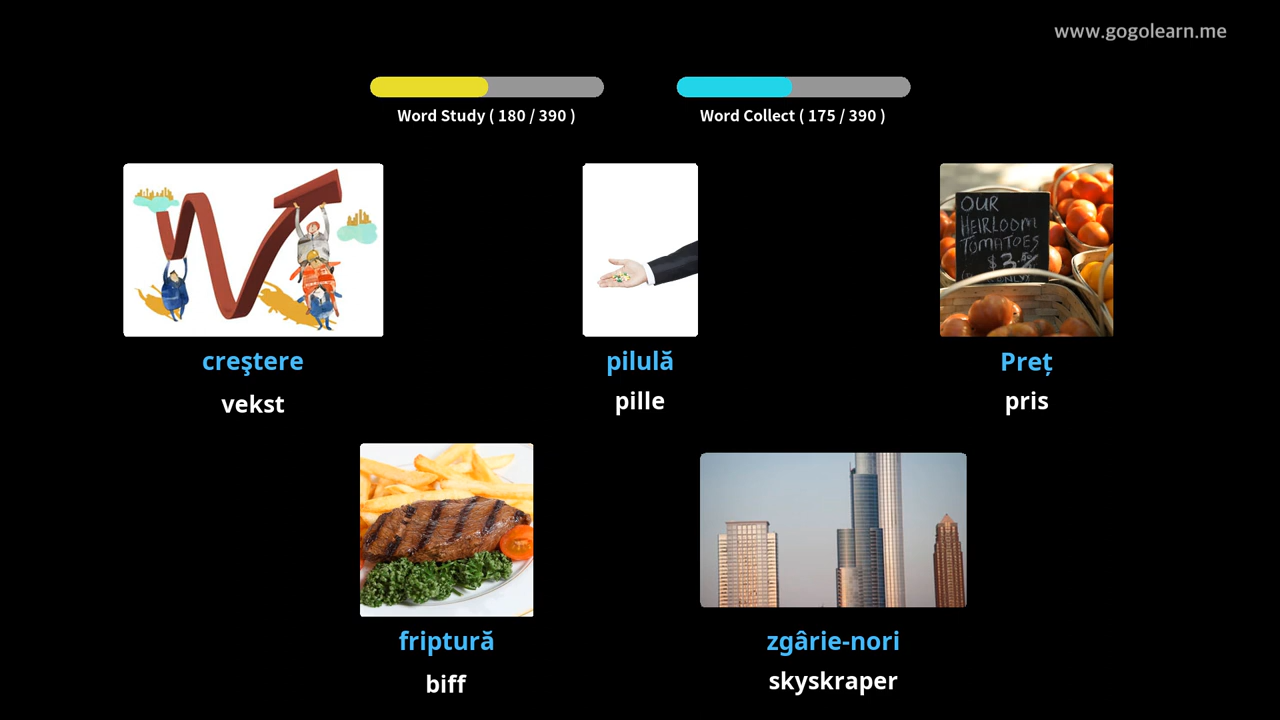 www.gogolearn.me
Word Study ( 180 / 390 )
Word Collect ( 175 / 390 )
OUR
HEIRLOOM
TOMATOES
creştere
vekst
pilulă
pille
Preț
pris
friptură
biff
zgârie-nori
skyskraper